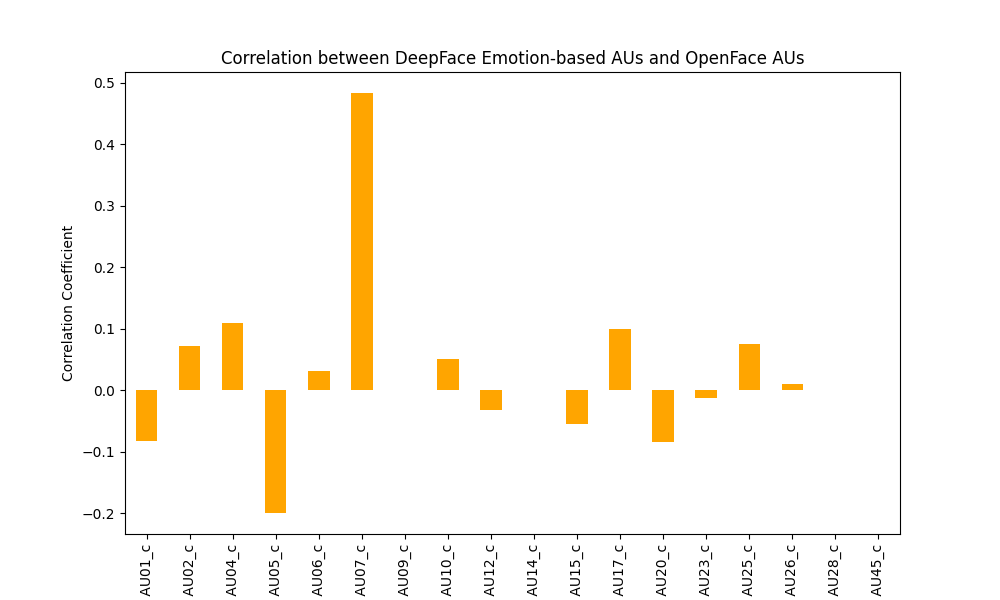 Correlation between DeepFace Emotion-based AUs and OpenFace AUs
Correlation Coefficient
0.5
0.4
0.3
0.2
0.1
0.0
−0.1
−0.2
AU01_c
AU02_c
AU04_c
AU05_c
AU06_c
AU07_c
AU09_c
AU10_c
AU12_c
AU14_c
AU15_c
AU17_c
AU20_c
AU23_c
AU25_c
AU26_c
AU28_c
AU45_c